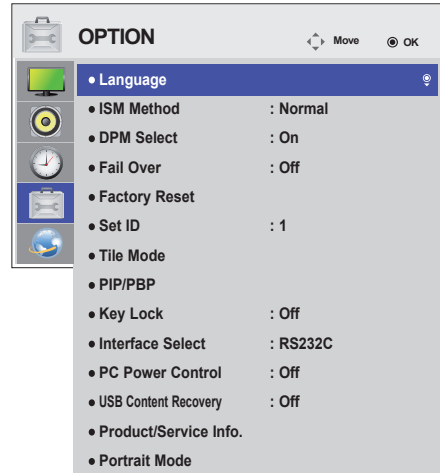 OPTION Move OK
● Language
● ISM Method : Normal
● DPM Select : On
● Fail Over : Off
● Factory Reset
● Set ID : 1
● Tile Mode
● PIP/PBP
● Key Lock : Off
● Interface Select : RS232C
● PC Power Control : Off
● USB Content Recovery : Off
● Product/Service Info.
● Portrait Mode